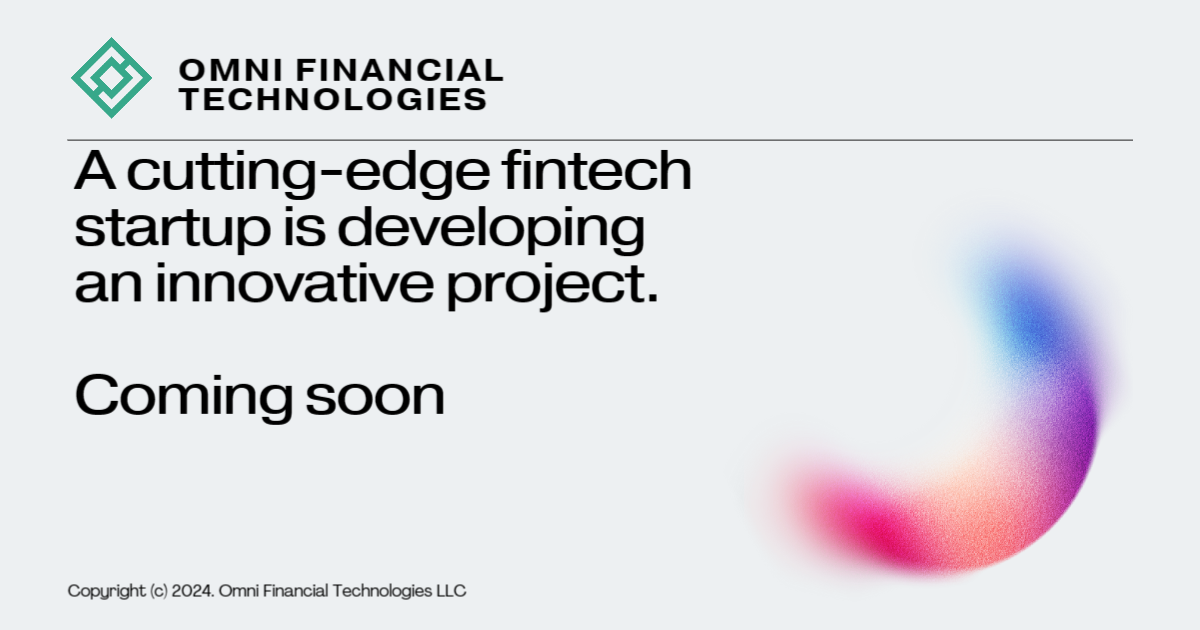 OMNI FINANCIAL
TECHNOLOGIES
A cutting-edge fintech
startup is developing
an innovative project.
Coming soon
Copyright (c) 2024. Omni Financial Technologies LLC